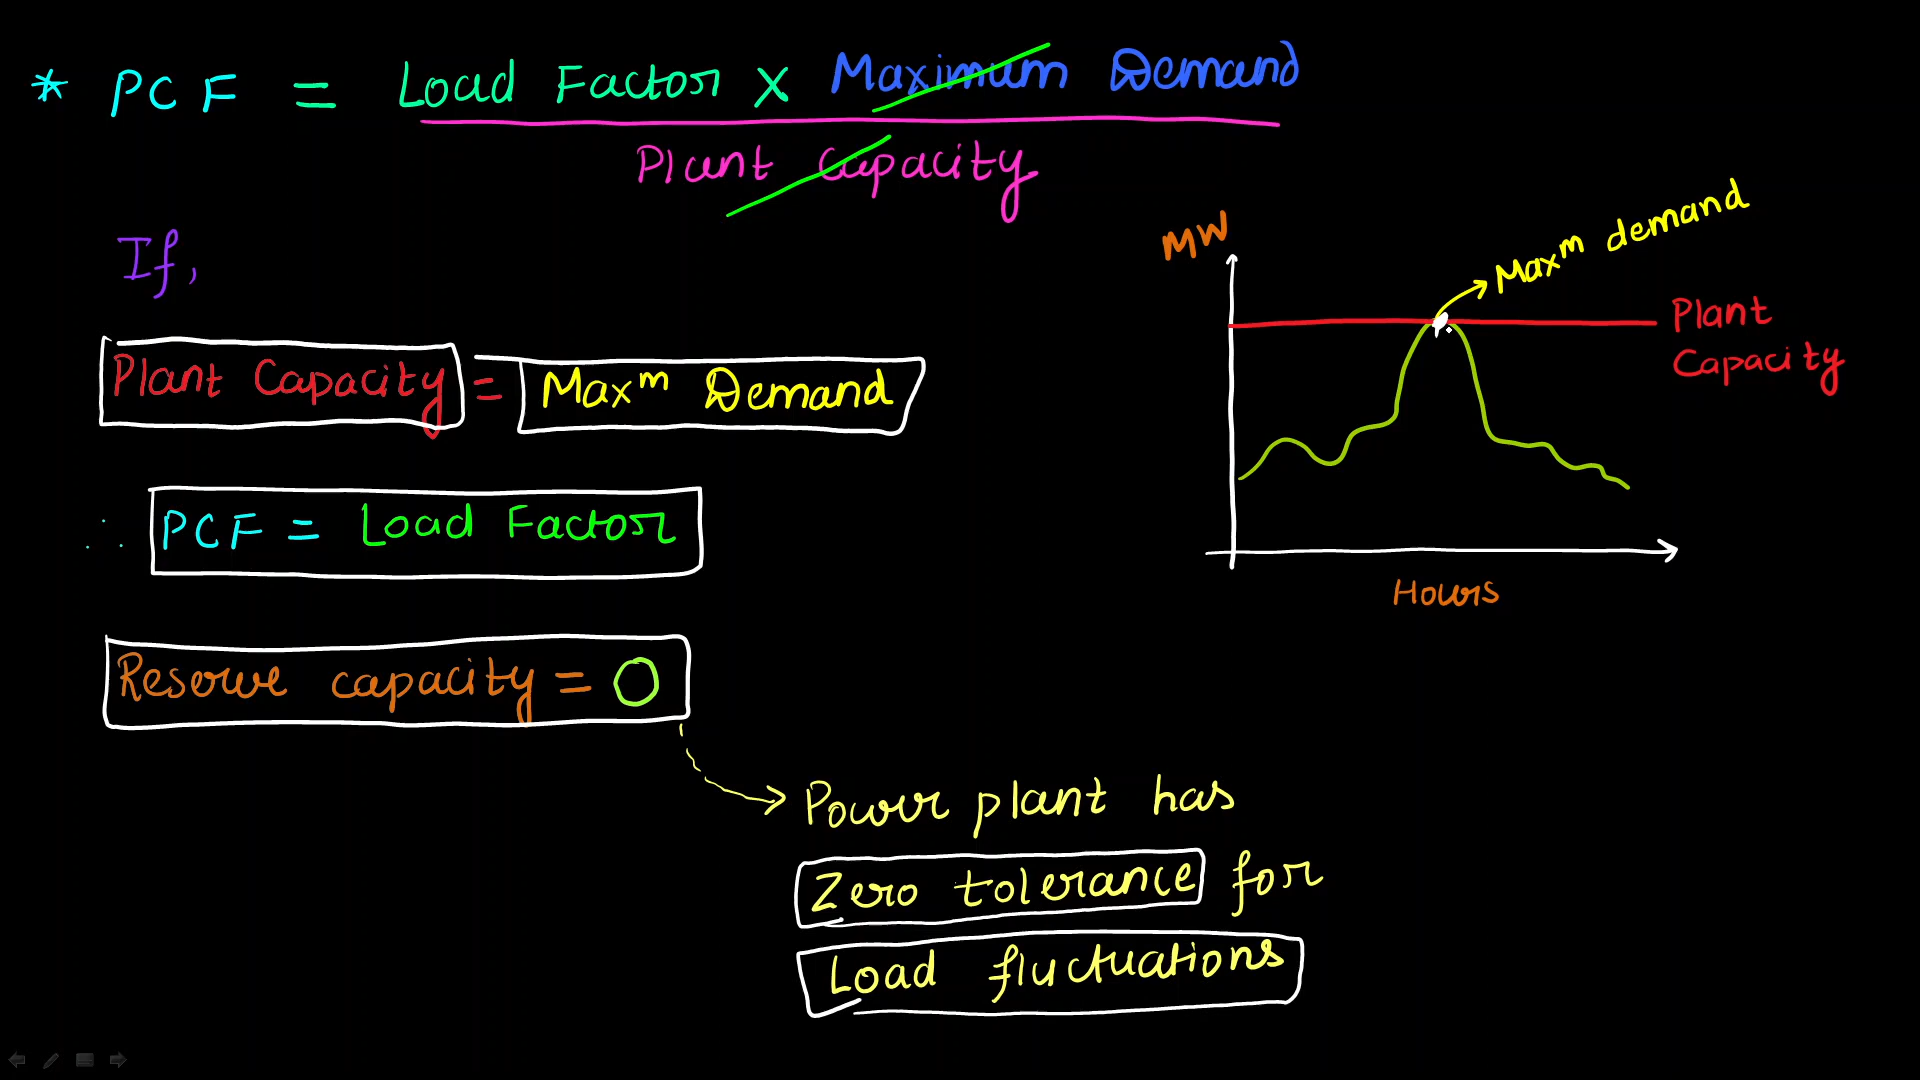 * PCF = Load Factor x Maximum Demand
Plant Capacity
If,
Plant Capacity = Maxᵐ Demand
∴ PCF = Load Factor
Reserve capacity = 0
Power plant has
Zero tolerance for
Load fluctuations
MW
Maxᵐ demand
Plant
Capacity
Hours